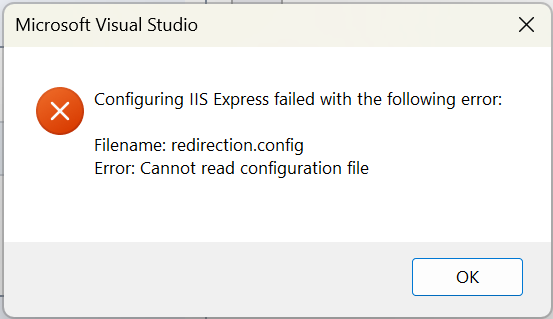 Microsoft Visual Studio
Configuring IIS Express failed with the following error:
Filename: redirection.config
Error: Cannot read configuration file
OK